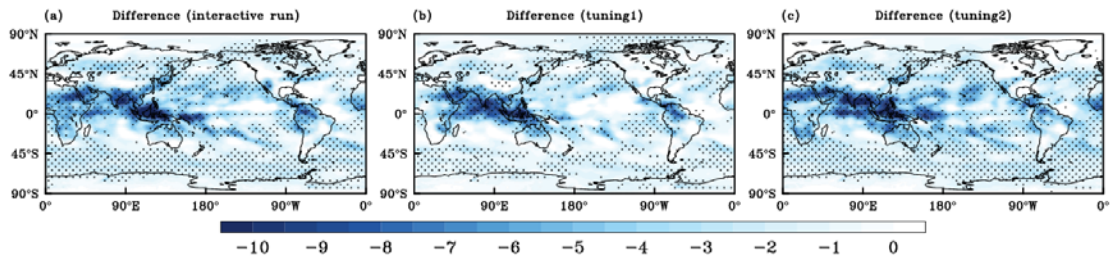 (a) Difference (interactive run)
(b) Difference (tuning1)
(c) Difference (tuning2)
90°N 90°N 90°N
45°N 45°N 45°N
0° 0° 0°
45°S 45°S 45°S
90°S 90°S 90°S
0° 90°E 180° 90°W 0° 90°E 180° 90°W 0° 90°E 180° 90°W 0°
−10 −9 −8 −7 −6 −5 −4 −3 −2 −1 0